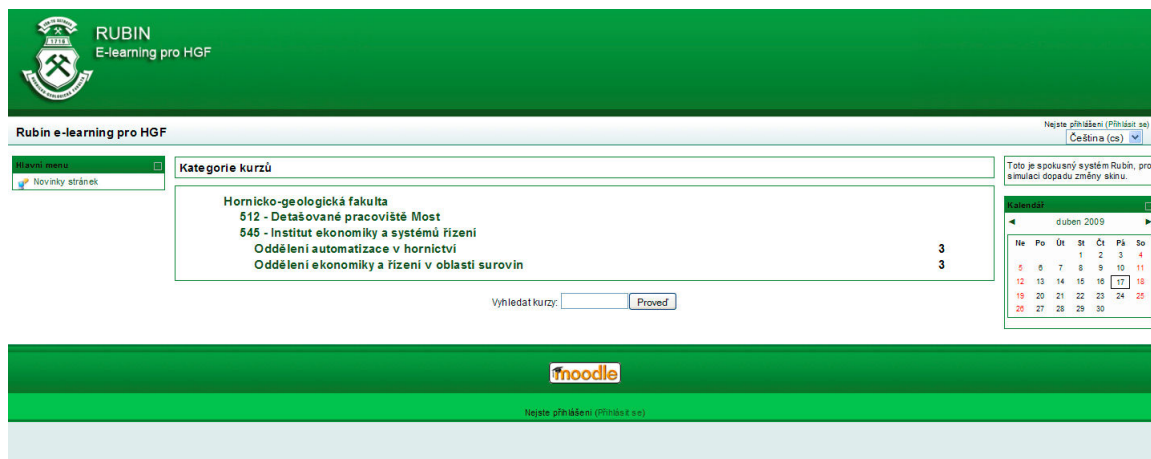 RUBIN
E-learning pro HGF
1716
Rubín e-learning pro HGF
Nejste přihlášeni (Přihlásit se)
Čeština (cs)
Hlavní menu
Novinky stránek
Kategorie kurzů
Hornicko-geologická fakulta
512 - Detašované pracoviště Most
545 - Institut ekonomiky a systémů řízení
Oddělení automatizace v hornictví 3
Oddělení ekonomiky a řízení v oblasti surovin 3
Vyhledat kurzy: Proveď
Toto je spokusný systém Rubín, pro
simulaci dopadu změny skinu.
Kalendář
◄ duben 2009 ►
Ne Po Út St Čt Pá So
1 2 3 4
5 6 7 8 9 10 11
12 13 14 15 16 17 18
19 20 21 22 23 24 25
26 27 28 29 30
moodle
Nejste přihlášeni (Přihlásit se)